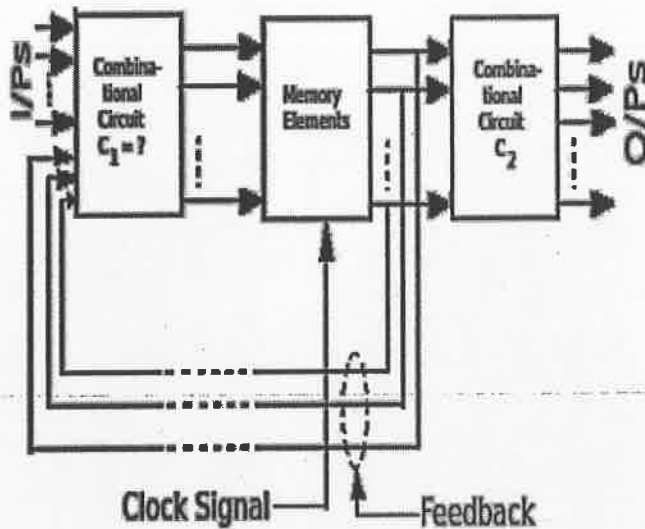 I/PS
Combina-
tional
Circuit
C1 = ?
Memory
Elements
Combina-
tional
Circuit
C2
O/PS
Clock Signal
Feedback